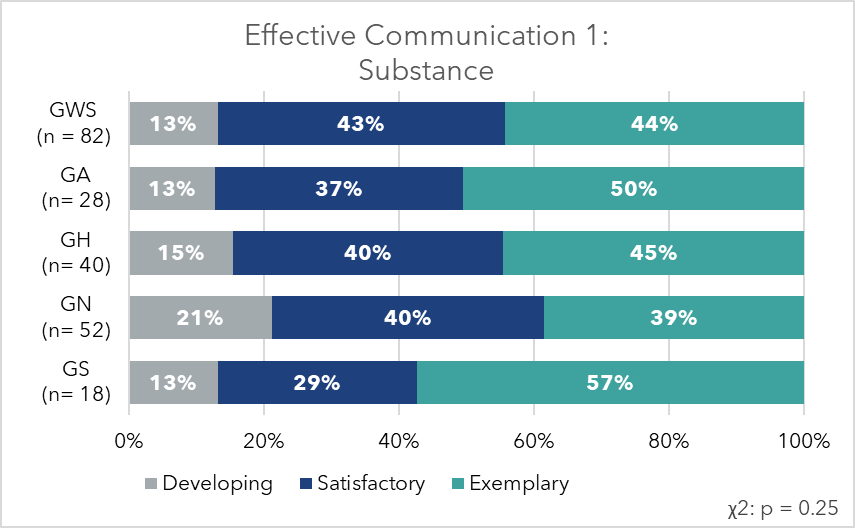 Effective Communication 1:
Substance
GWS
(n = 82)
13% 43% 44%
GA
(n= 28)
13% 37% 50%
GH
(n= 40)
15% 40% 45%
GN
(n= 52)
21% 40% 39%
GS
(n= 18)
13% 29% 57%
0% 20% 40% 60% 80% 100%
Developing Satisfactory Exemplary
χ2: p = 0.25